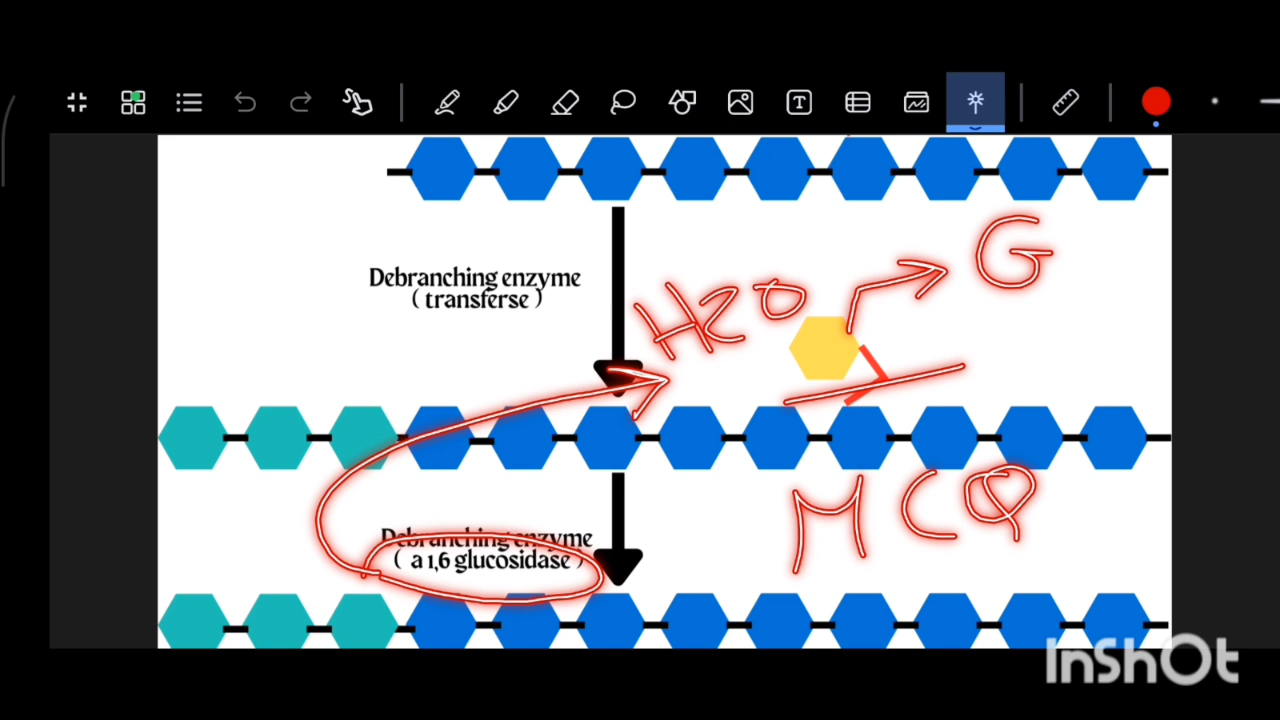 Debranching enzyme
( transferse )
H2O
G
MCQ
Debranching enzyme
( a 1,6 glucosidase )
InShOt